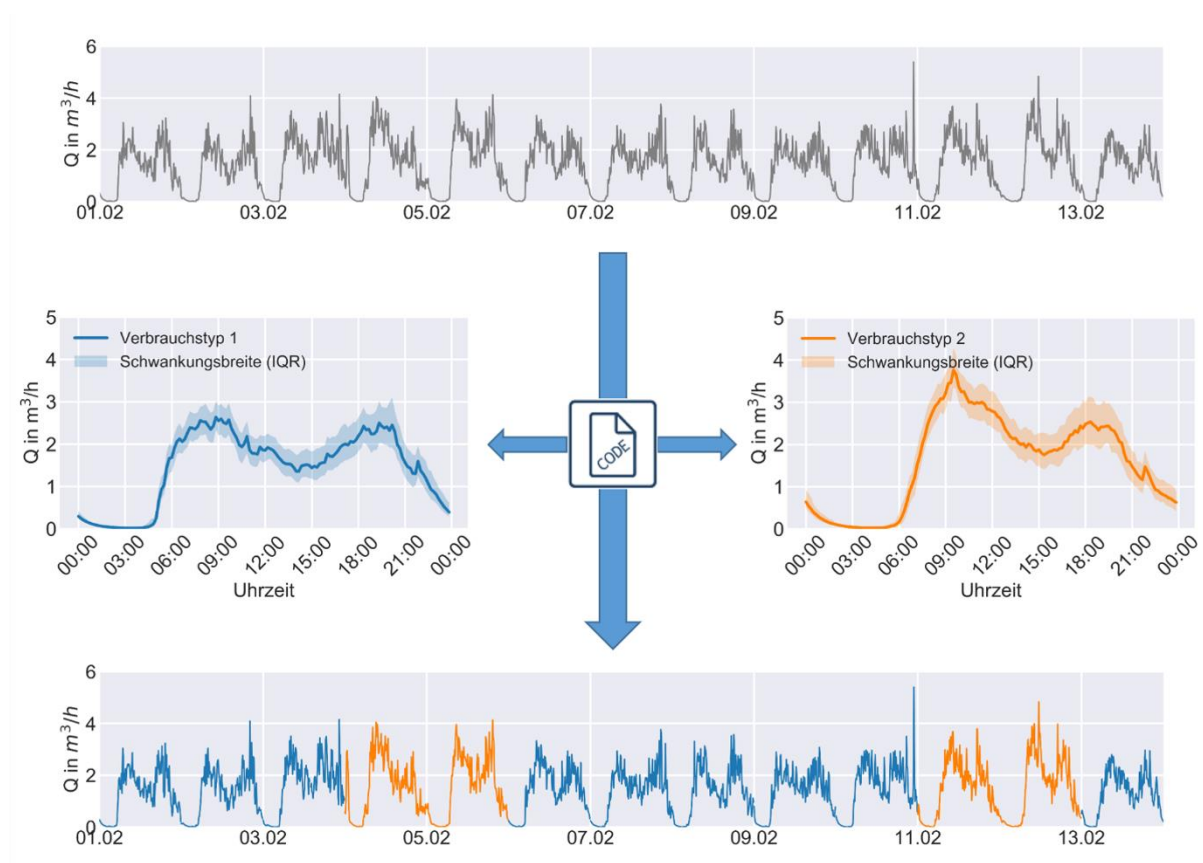 6
4
2
0
Q in m³/h
01.02 03.02 05.02 07.02 09.02 11.02 13.02
5
4
3
2
1
0
Q in m³/h
Verbrauchstyp 1
Schwankungsbreite (IQR)
00:00 03:00 06:00 09:00 12:00 15:00 18:00 21:00 00:00
Uhrzeit
CODE
5
4
3
2
1
0
Q in m³/h
Verbrauchstyp 2
Schwankungsbreite (IQR)
00:00 03:00 06:00 09:00 12:00 15:00 18:00 21:00 00:00
Uhrzeit
6
4
2
0
Q in m³/h
01.02 03.02 05.02 07.02 09.02 11.02 13.02